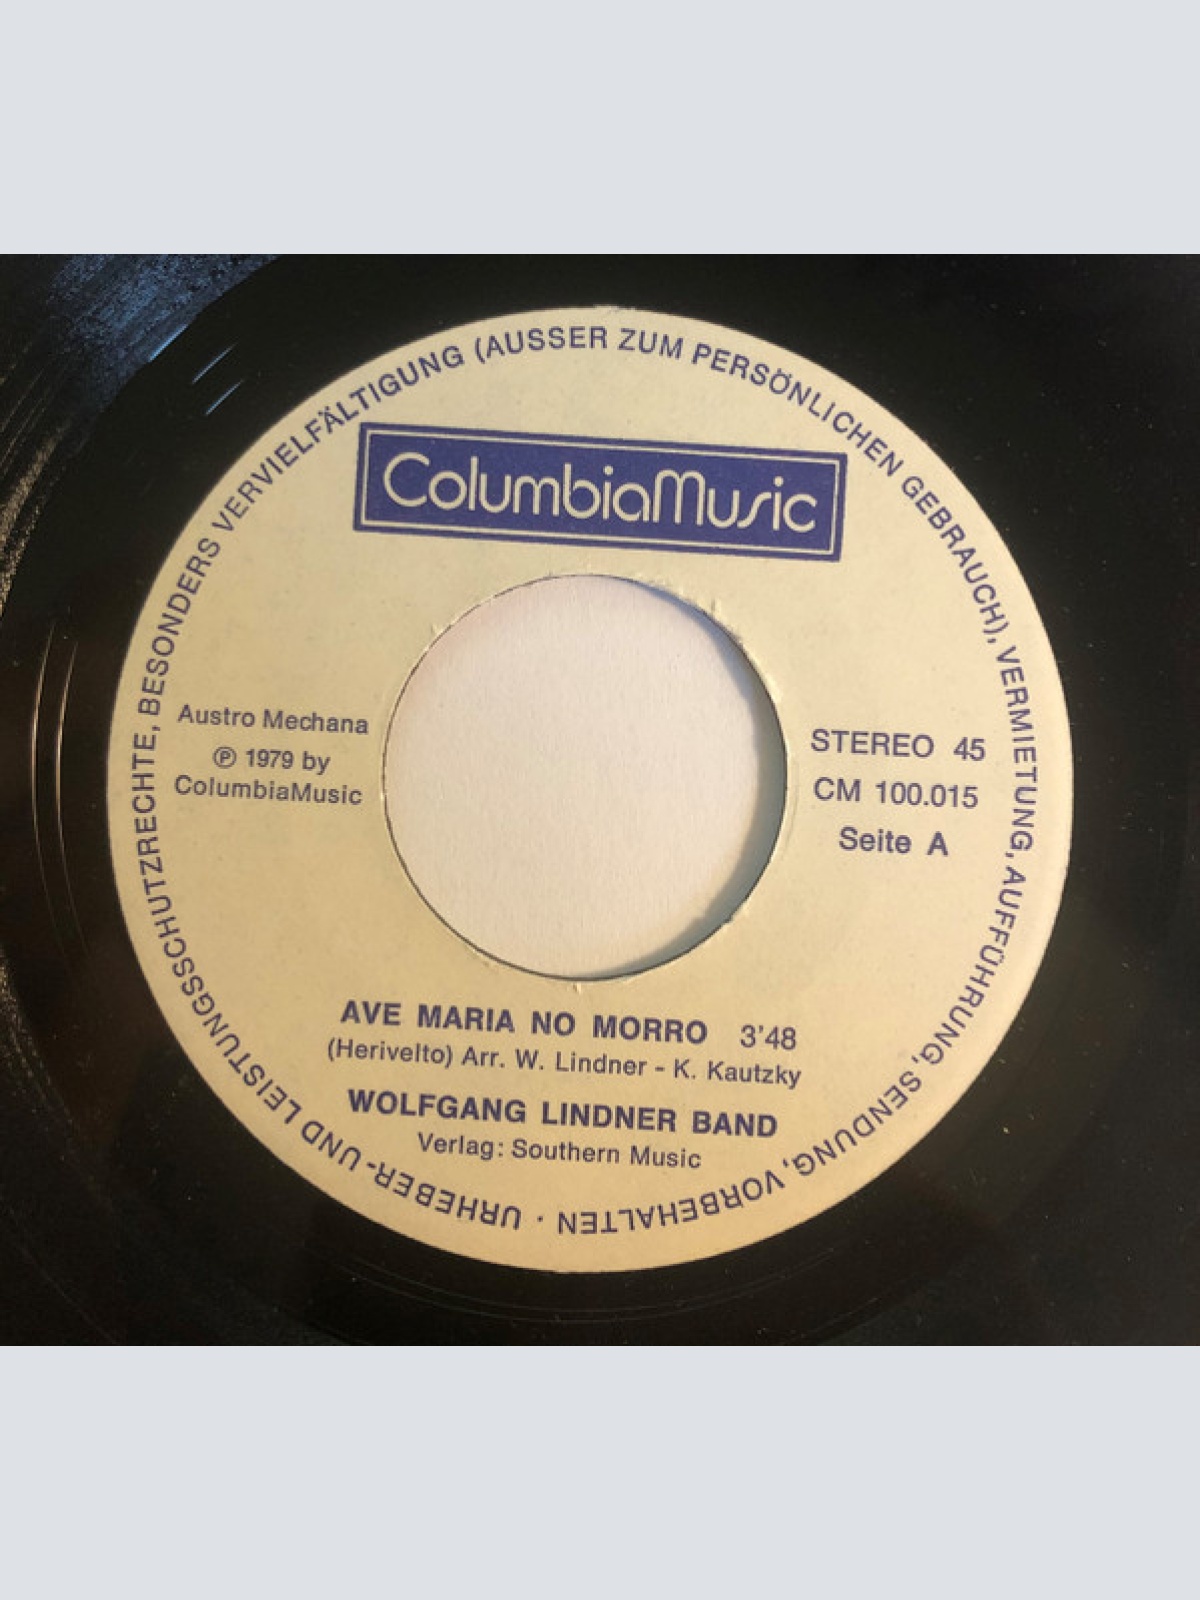 URHEBER- UND LEISTUNGSSCHUTZRECHTE, BESONDERS VERVIELFÄLTIGUNG (AUSSER ZUM PERSÖNLICHEN GEBRAUCH), VERMIETUNG, AUFFÜHRUNG, SENDUNG, VORBEHALTEN ·
ColumbiaMusic
Austro Mechana
℗ 1979 by
ColumbiaMusic
STEREO 45
CM 100.015
Seite A
AVE MARIA NO MORRO 3'48
(Herivelto) Arr. W. Lindner - K. Kautzky
WOLFGANG LINDNER BAND
Verlag: Southern Music